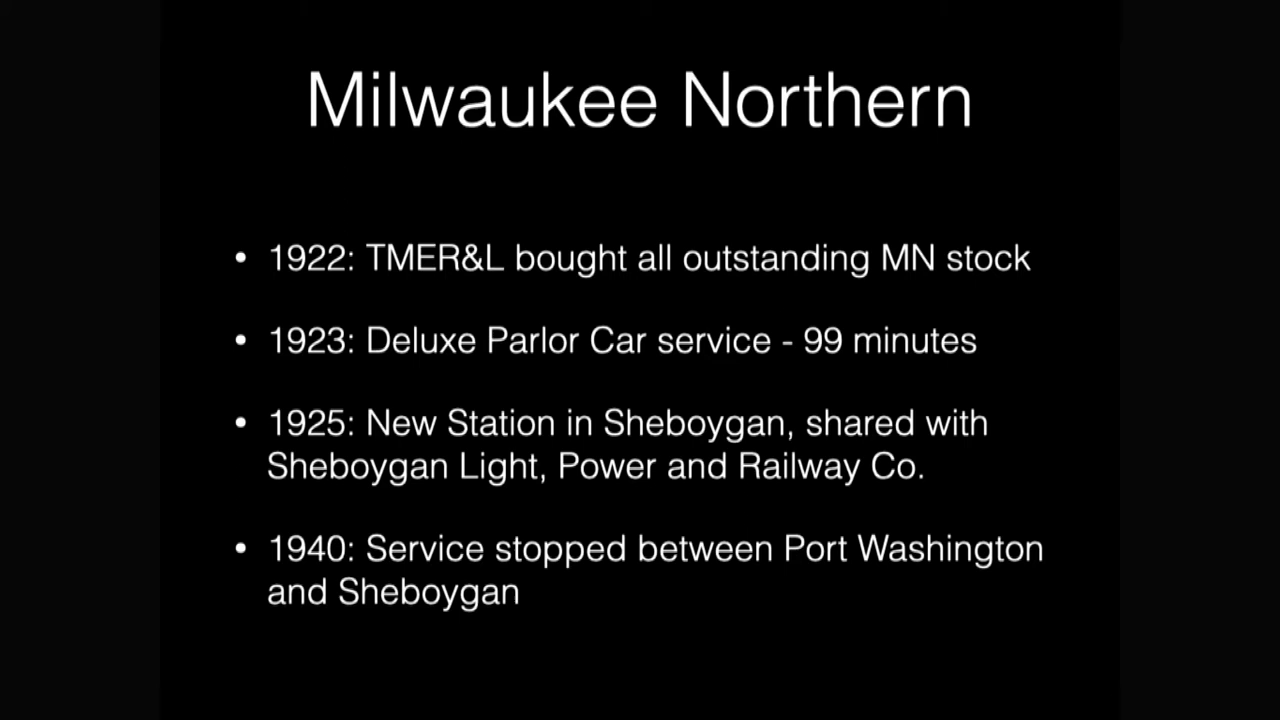 Milwaukee Northern
• 1922: TMER&L bought all outstanding MN stock
• 1923: Deluxe Parlor Car service - 99 minutes
• 1925: New Station in Sheboygan, shared with
Sheboygan Light, Power and Railway Co.
• 1940: Service stopped between Port Washington
and Sheboygan